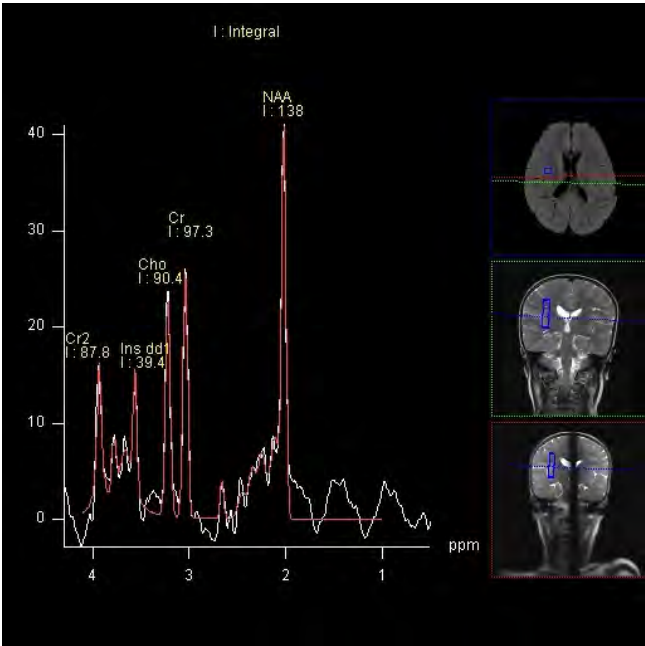 I : Integral
NAA
I : 138
40
30
Cr
I : 97.3
Cho
I : 90.4
20
Cr2
I : 87.8
Ins dd1
I : 39.4
10
0
ppm
4
3
2
1